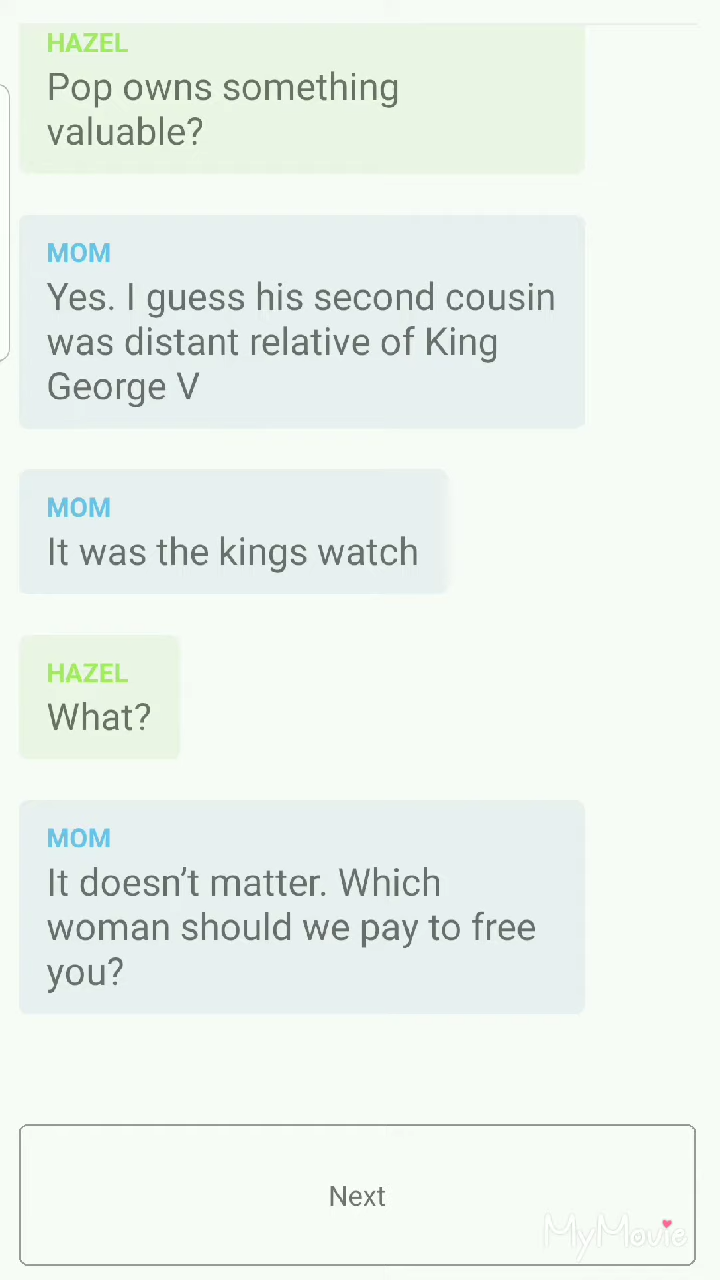 HAZEL
Pop owns something
valuable?
MOM
Yes. I guess his second cousin
was distant relative of King
George V
MOM
It was the kings watch
HAZEL
What?
MOM
It doesn’t matter. Which
woman should we pay to free
you?
Next
MyMovie